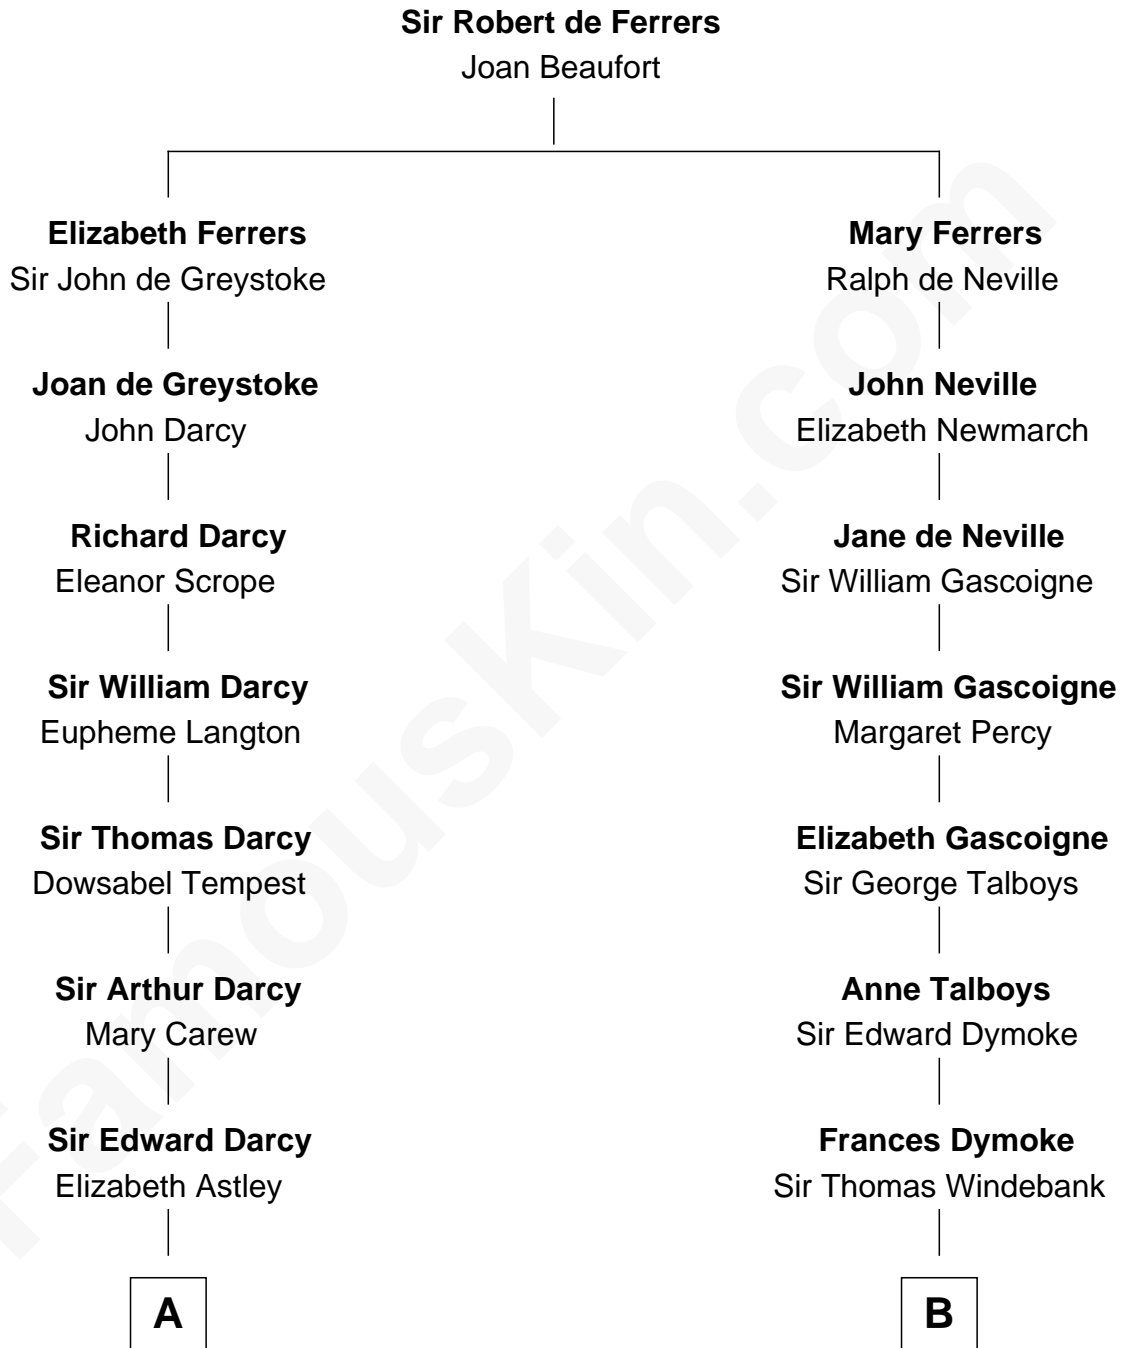 Sir Robert de Ferrers
Joan Beaufort
Elizabeth Ferrers
Sir John de Greystoke
Mary Ferrers
Ralph de Neville
Joan de Greystoke
John Darcy
John Neville
Elizabeth Newmarch
Richard Darcy
Eleanor Scrope
Jane de Neville
Sir William Gascoigne
Sir William Darcy
Eupheme Langton
Sir William Gascoigne
Margaret Percy
Sir Thomas Darcy
Dowsabel Tempest
Elizabeth Gascoigne
Sir George Talboys
Sir Arthur Darcy
Mary Carew
Anne Talboys
Sir Edward Dymoke
Sir Edward Darcy
Elizabeth Astley
Frances Dymoke
Sir Thomas Windebank
A
B
FamousKin.com